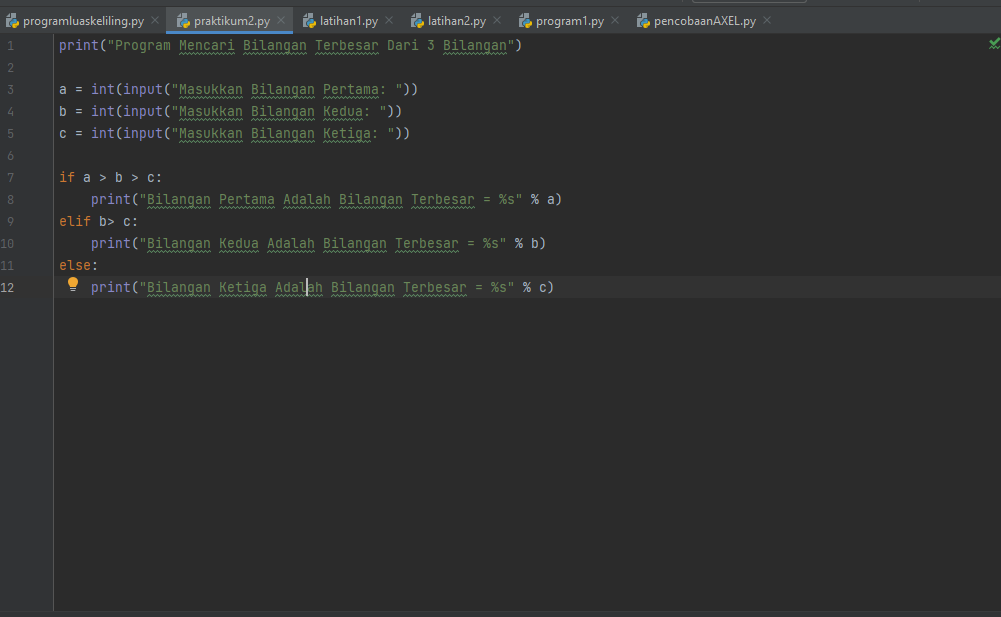 programluaskeliling.py praktikum2.py latihan1.py latihan2.py program1.py pencobaanAXEL.py
1 print("Program Mencari Bilangan Terbesar Dari 3 Bilangan")
2
3 a = int(input("Masukkan Bilangan Pertama: "))
4 b = int(input("Masukkan Bilangan Kedua: "))
5 c = int(input("Masukkan Bilangan Ketiga: "))
6
7 if a > b > c:
8     print("Bilangan Pertama Adalah Bilangan Terbesar = %s" % a)
9 elif b> c:
10     print("Bilangan Kedua Adalah Bilangan Terbesar = %s" % b)
11 else:
12     print("Bilangan Ketiga Adalah Bilangan Terbesar = %s" % c)